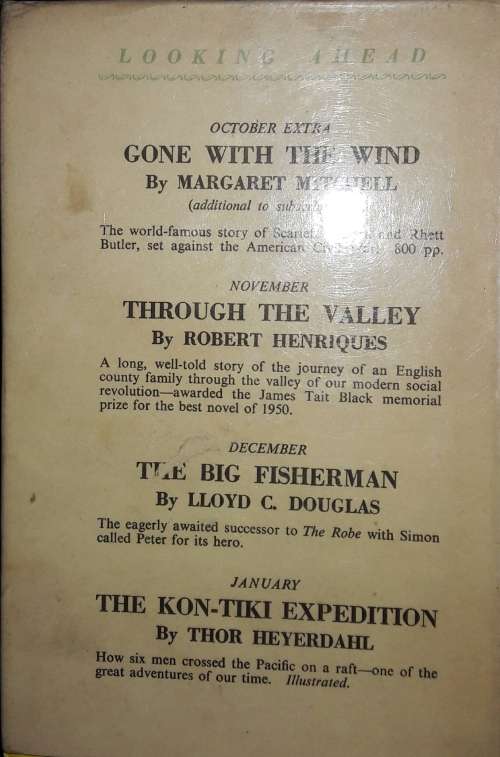 LOOKING AHEAD
OCTOBER EXTRA
GONE WITH THE WIND
By MARGARET MITCHELL
(additional to
The world-famous story of Scarlett and Rhett
Butler, set against the American Civil 800 pp.
NOVEMBER
THROUGH THE VALLEY
By ROBERT HENRIQUES
A long, well-told story of the journey of an English
county family through the valley of our modern social
revolution—awarded the James Tait Black memorial
prize for the best novel of 1950.
DECEMBER
THE BIG FISHERMAN
By LLOYD C. DOUGLAS
The eagerly awaited successor to The Robe with Simon
called Peter for its hero.
JANUARY
THE KON-TIKI EXPEDITION
By THOR HEYERDAHL
How six men crossed the Pacific on a raft—one of the
great adventures of our time. Illustrated.